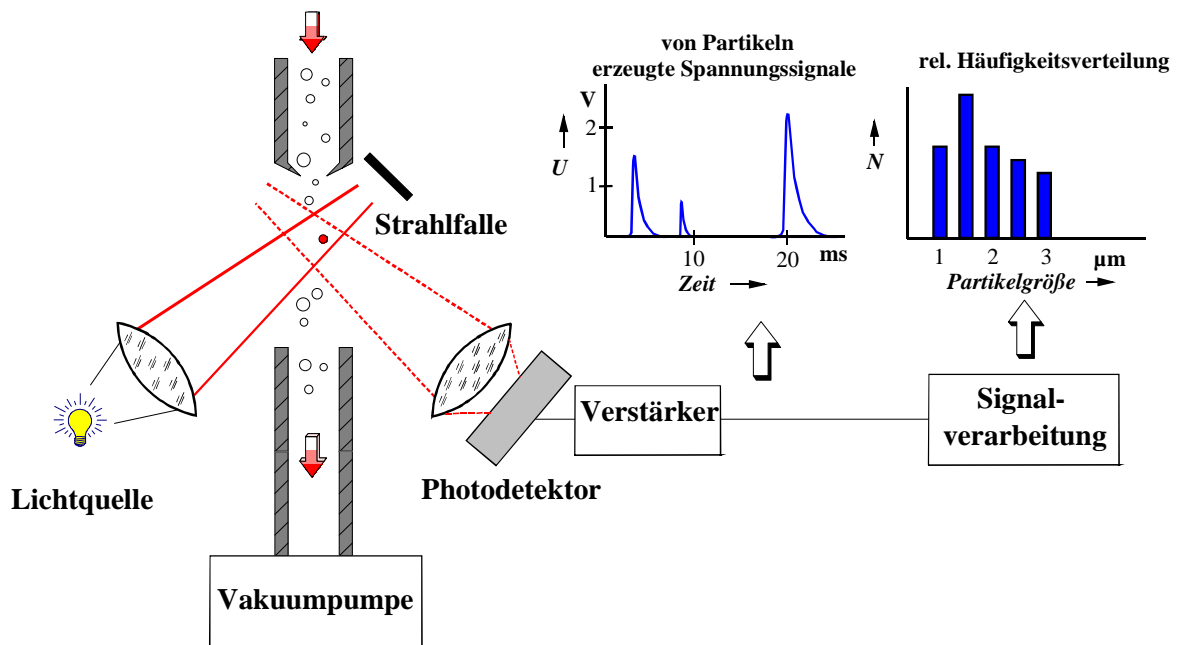 von Partikeln
erzeugte Spannungssignale
V
2
U
1
10
20
ms
Zeit
rel. Häufigkeitsverteilung
N
1
2
3
µm
Partikelgröße
Strahlfalle
Lichtquelle
Photodetektor
Verstärker
Signal-
verarbeitung
Vakuumpumpe